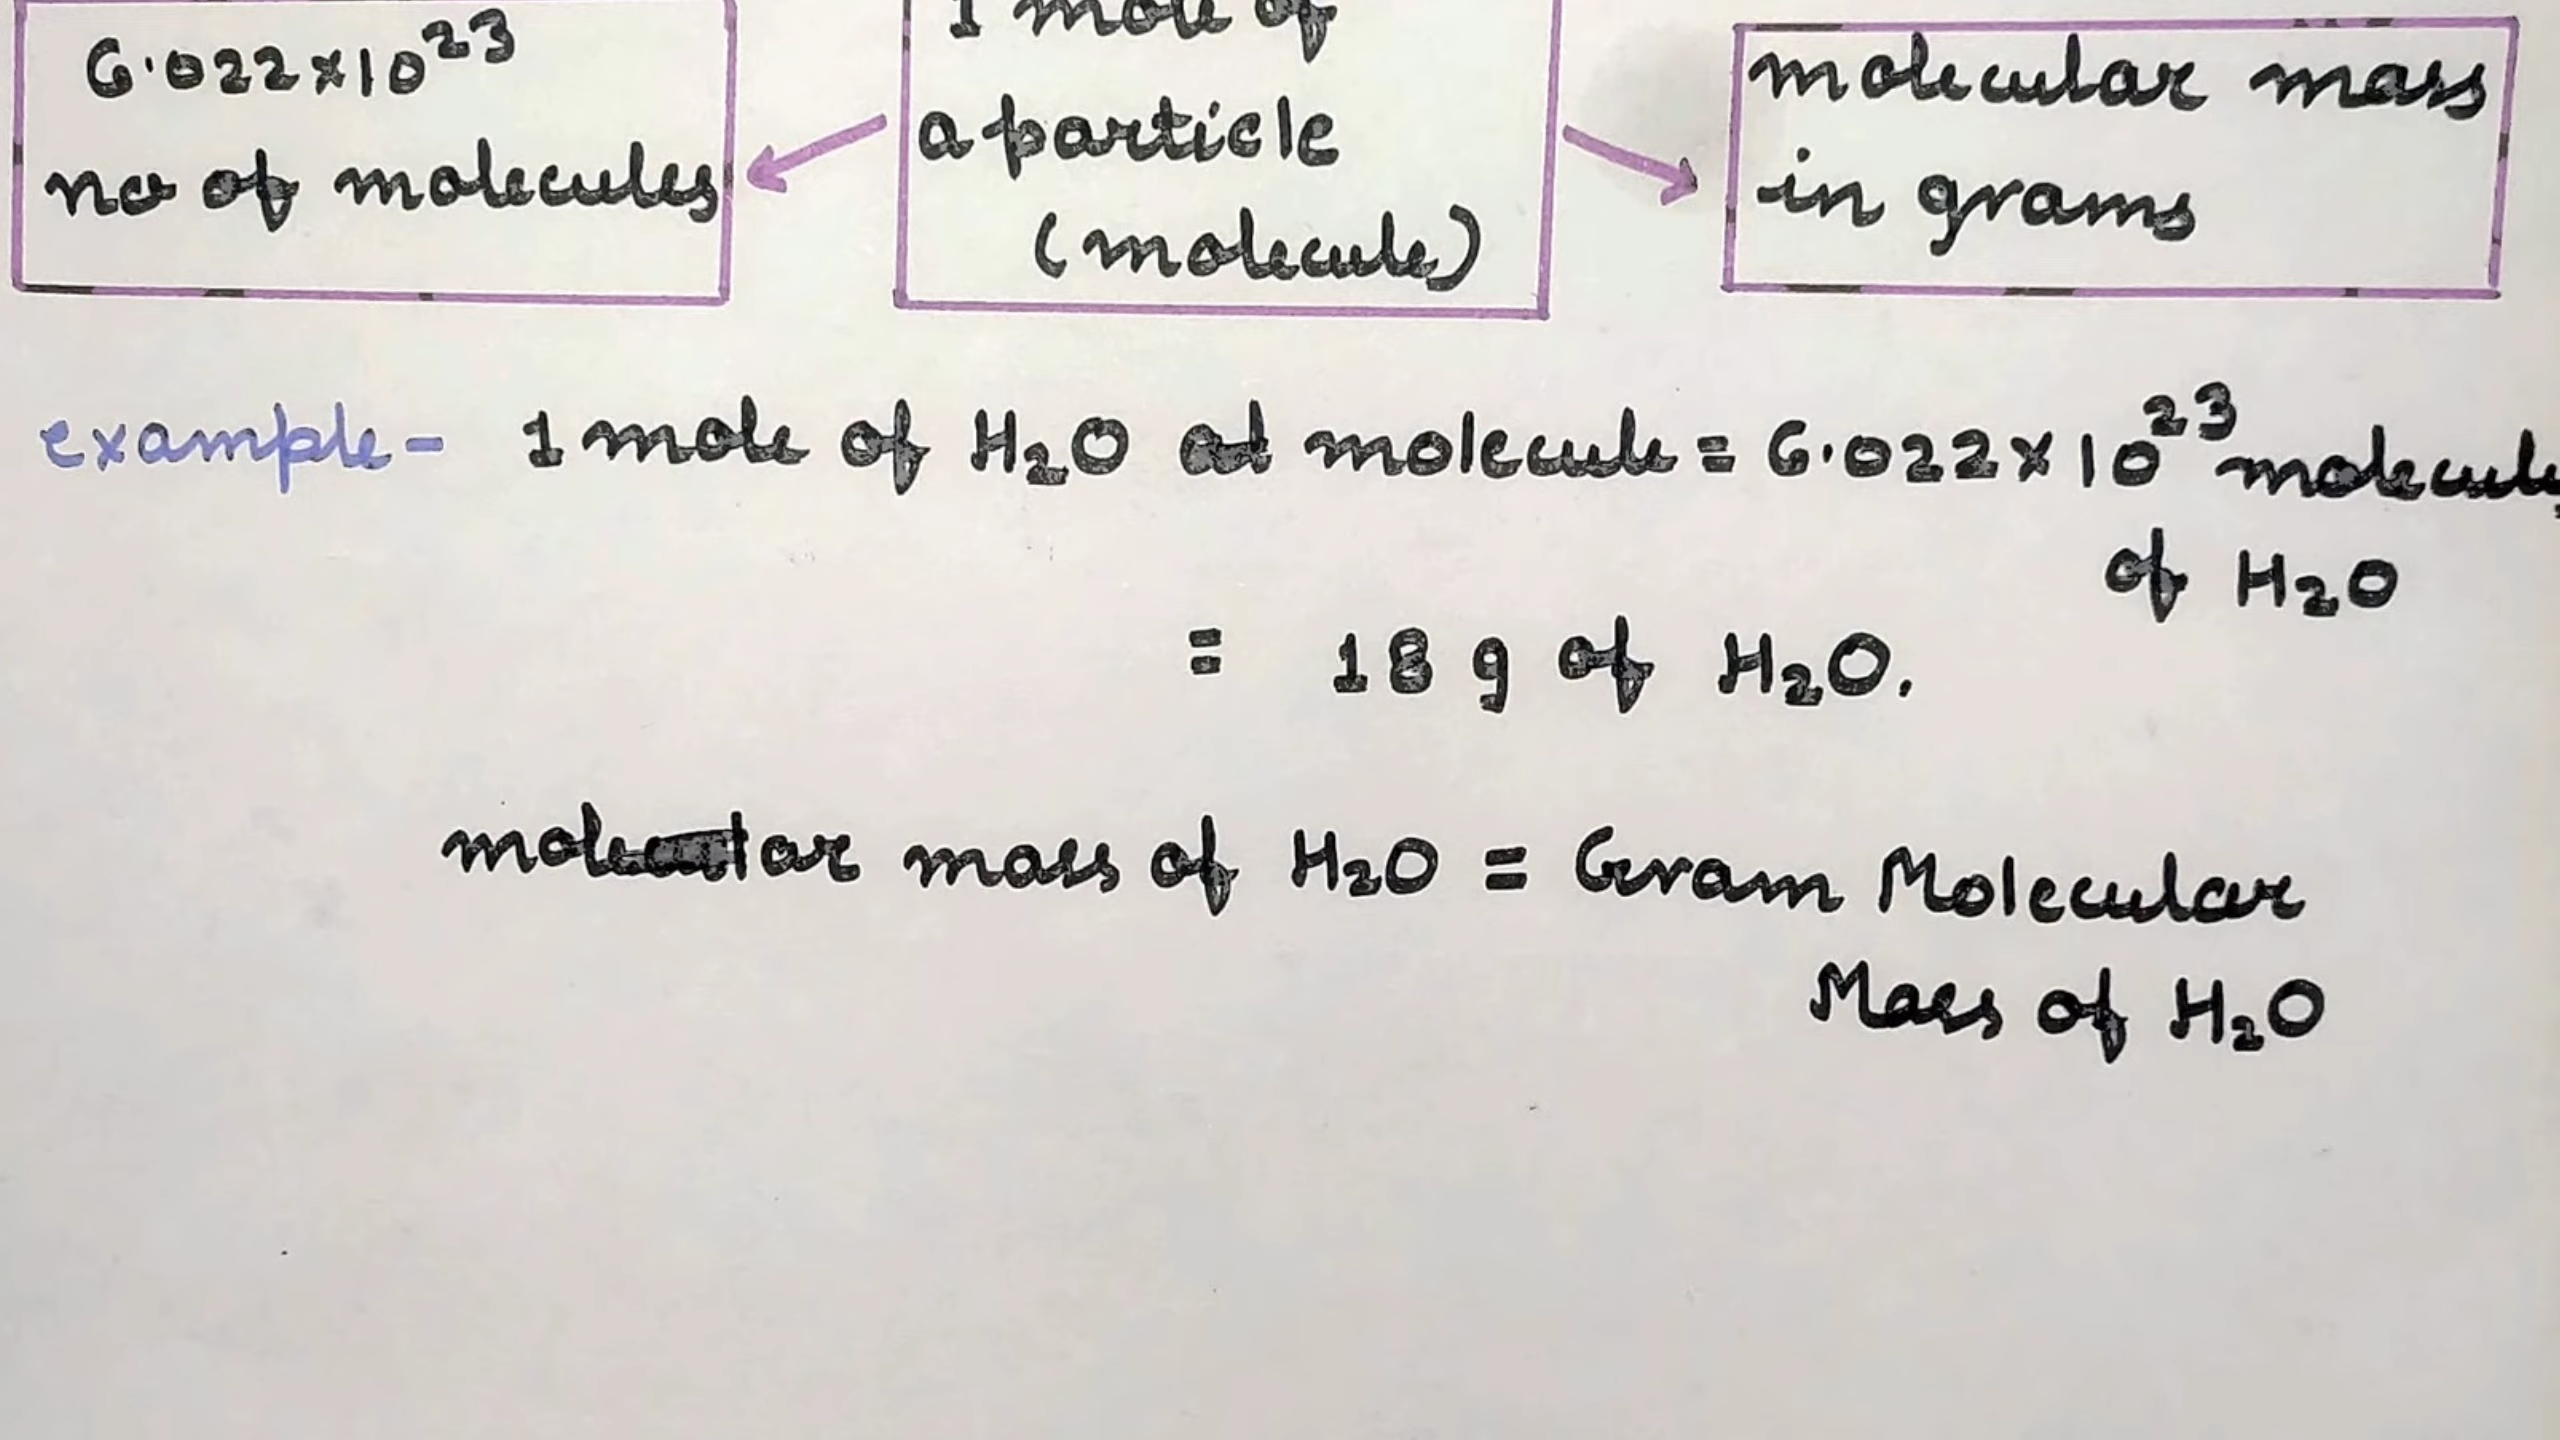 6.022×10²³
no of molecules
1 mole of
a particle
(molecule)
molecular mass
in grams
example- 1 mole of H₂O molecule = 6.022×10²³
of H₂O
= 18 g of H₂O.
molecular mass of H₂O = Gram Molecular
Mass of H₂O